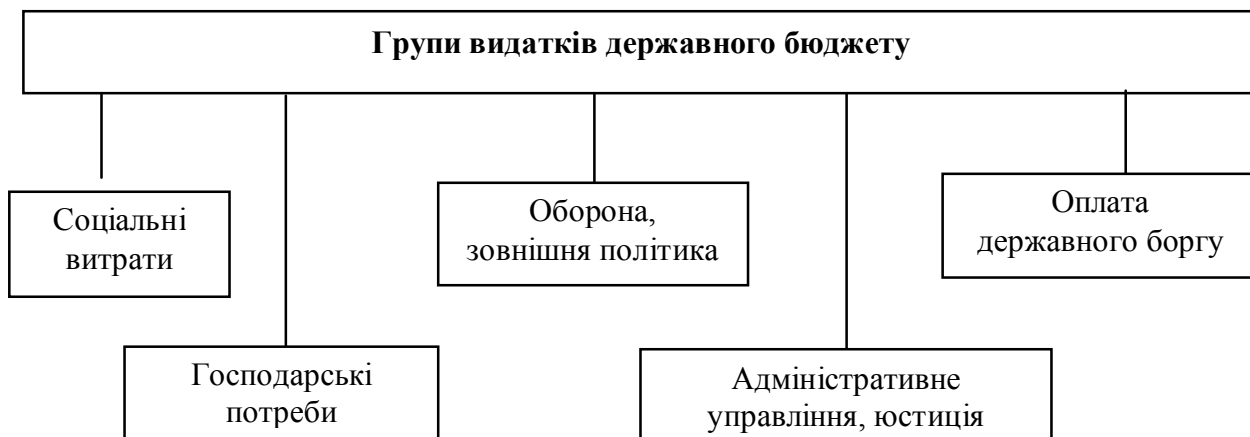 Групи видатків державного бюджету
Соціальні
витрати
Оборона,
зовнішня політика
Оплата
державного боргу
Господарські
потреби
Адміністративне
управління, юстиція